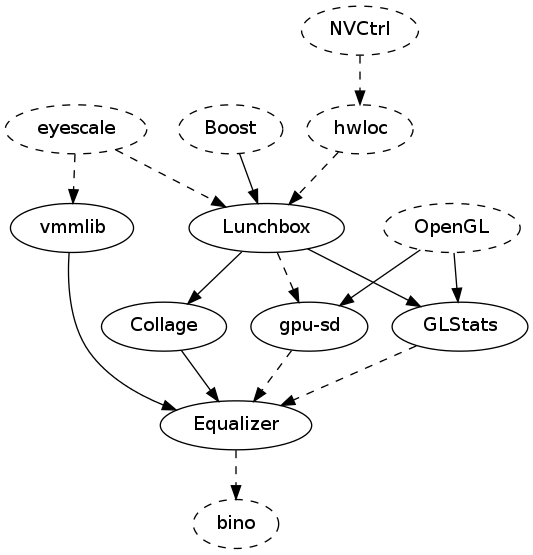 NVCtrl
eyescale
Boost
hwloc
vmmlib
Lunchbox
OpenGL
Collage
gpu-sd
GLStats
Equalizer
bino